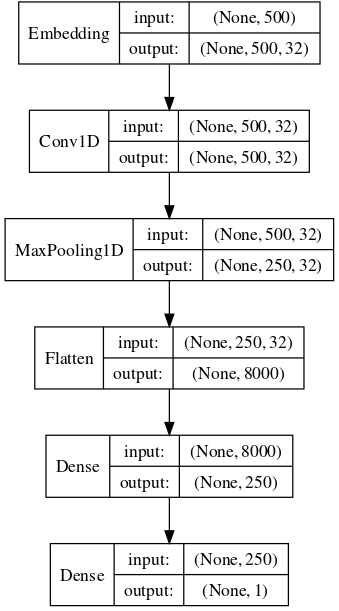 Embedding
input: (None, 500)
output: (None, 500, 32)
Conv1D
input: (None, 500, 32)
output: (None, 500, 32)
MaxPooling1D
input: (None, 500, 32)
output: (None, 250, 32)
Flatten
input: (None, 250, 32)
output: (None, 8000)
Dense
input: (None, 8000)
output: (None, 250)
Dense
input: (None, 250)
output: (None, 1)